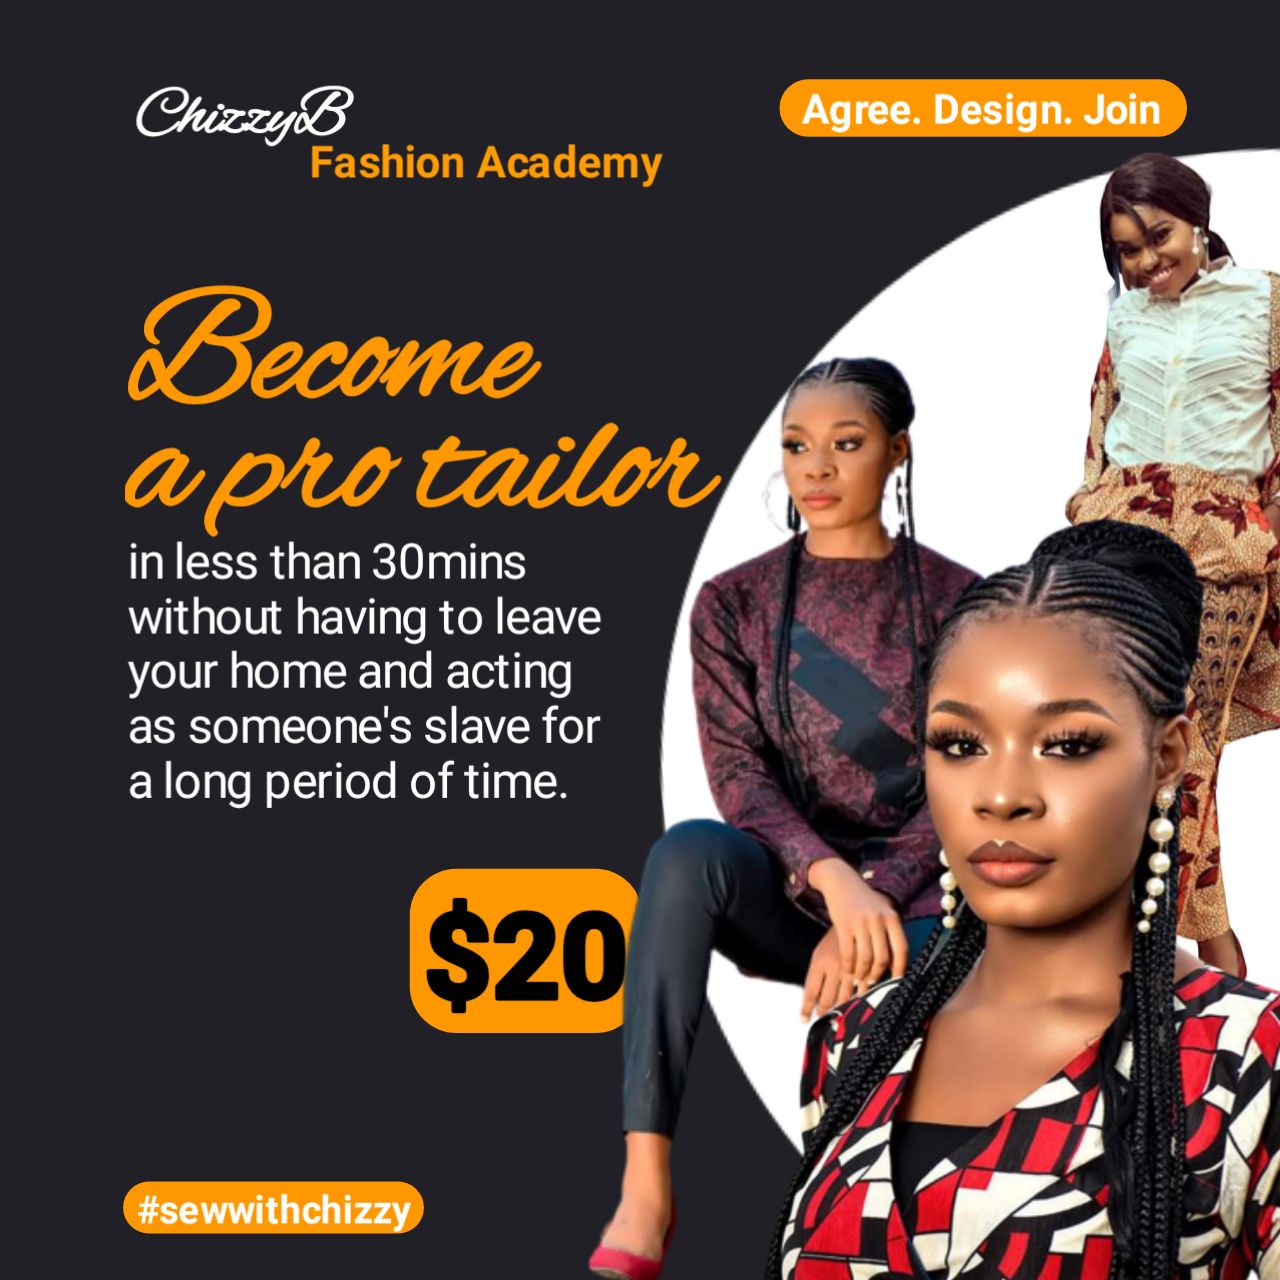 ChizzyB
Fashion Academy
Agree. Design. Join
Become
a pro tailor
in less than 30mins
without having to leave
your home and acting
as someone's slave for
a long period of time.
$20
#sewwithchizzy